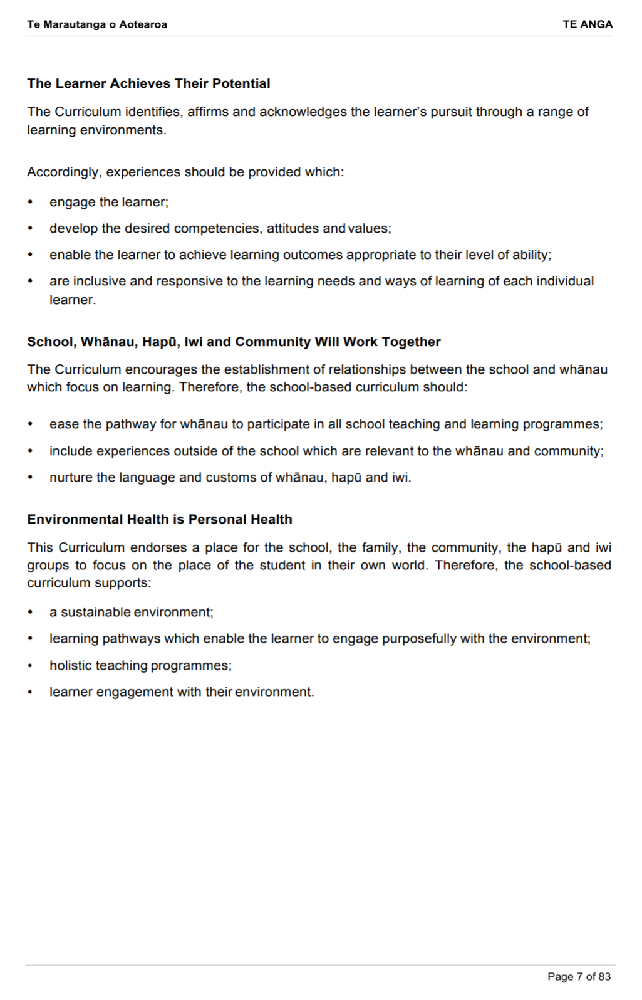 Te Marautanga o Aotearoa TE ANGA
The Learner Achieves Their Potential
The Curriculum identifies, affirms and acknowledges the learner’s pursuit through a range of
learning environments.
Accordingly, experiences should be provided which:
• engage the learner;
• develop the desired competencies, attitudes and values;
• enable the learner to achieve learning outcomes appropriate to their level of ability;
• are inclusive and responsive to the learning needs and ways of learning of each individual
learner.
School, Whānau, Hapū, Iwi and Community Will Work Together
The Curriculum encourages the establishment of relationships between the school and whānau
which focus on learning. Therefore, the school-based curriculum should:
• ease the pathway for whānau to participate in all school teaching and learning programmes;
• include experiences outside of the school which are relevant to the whānau and community;
• nurture the language and customs of whānau, hapū and iwi.
Environmental Health is Personal Health
This Curriculum endorses a place for the school, the family, the community, the hapū and iwi
groups to focus on the place of the student in their own world. Therefore, the school-based
curriculum supports:
• a sustainable environment;
• learning pathways which enable the learner to engage purposefully with the environment;
• holistic teaching programmes;
• learner engagement with their environment.
Page 7 of 83